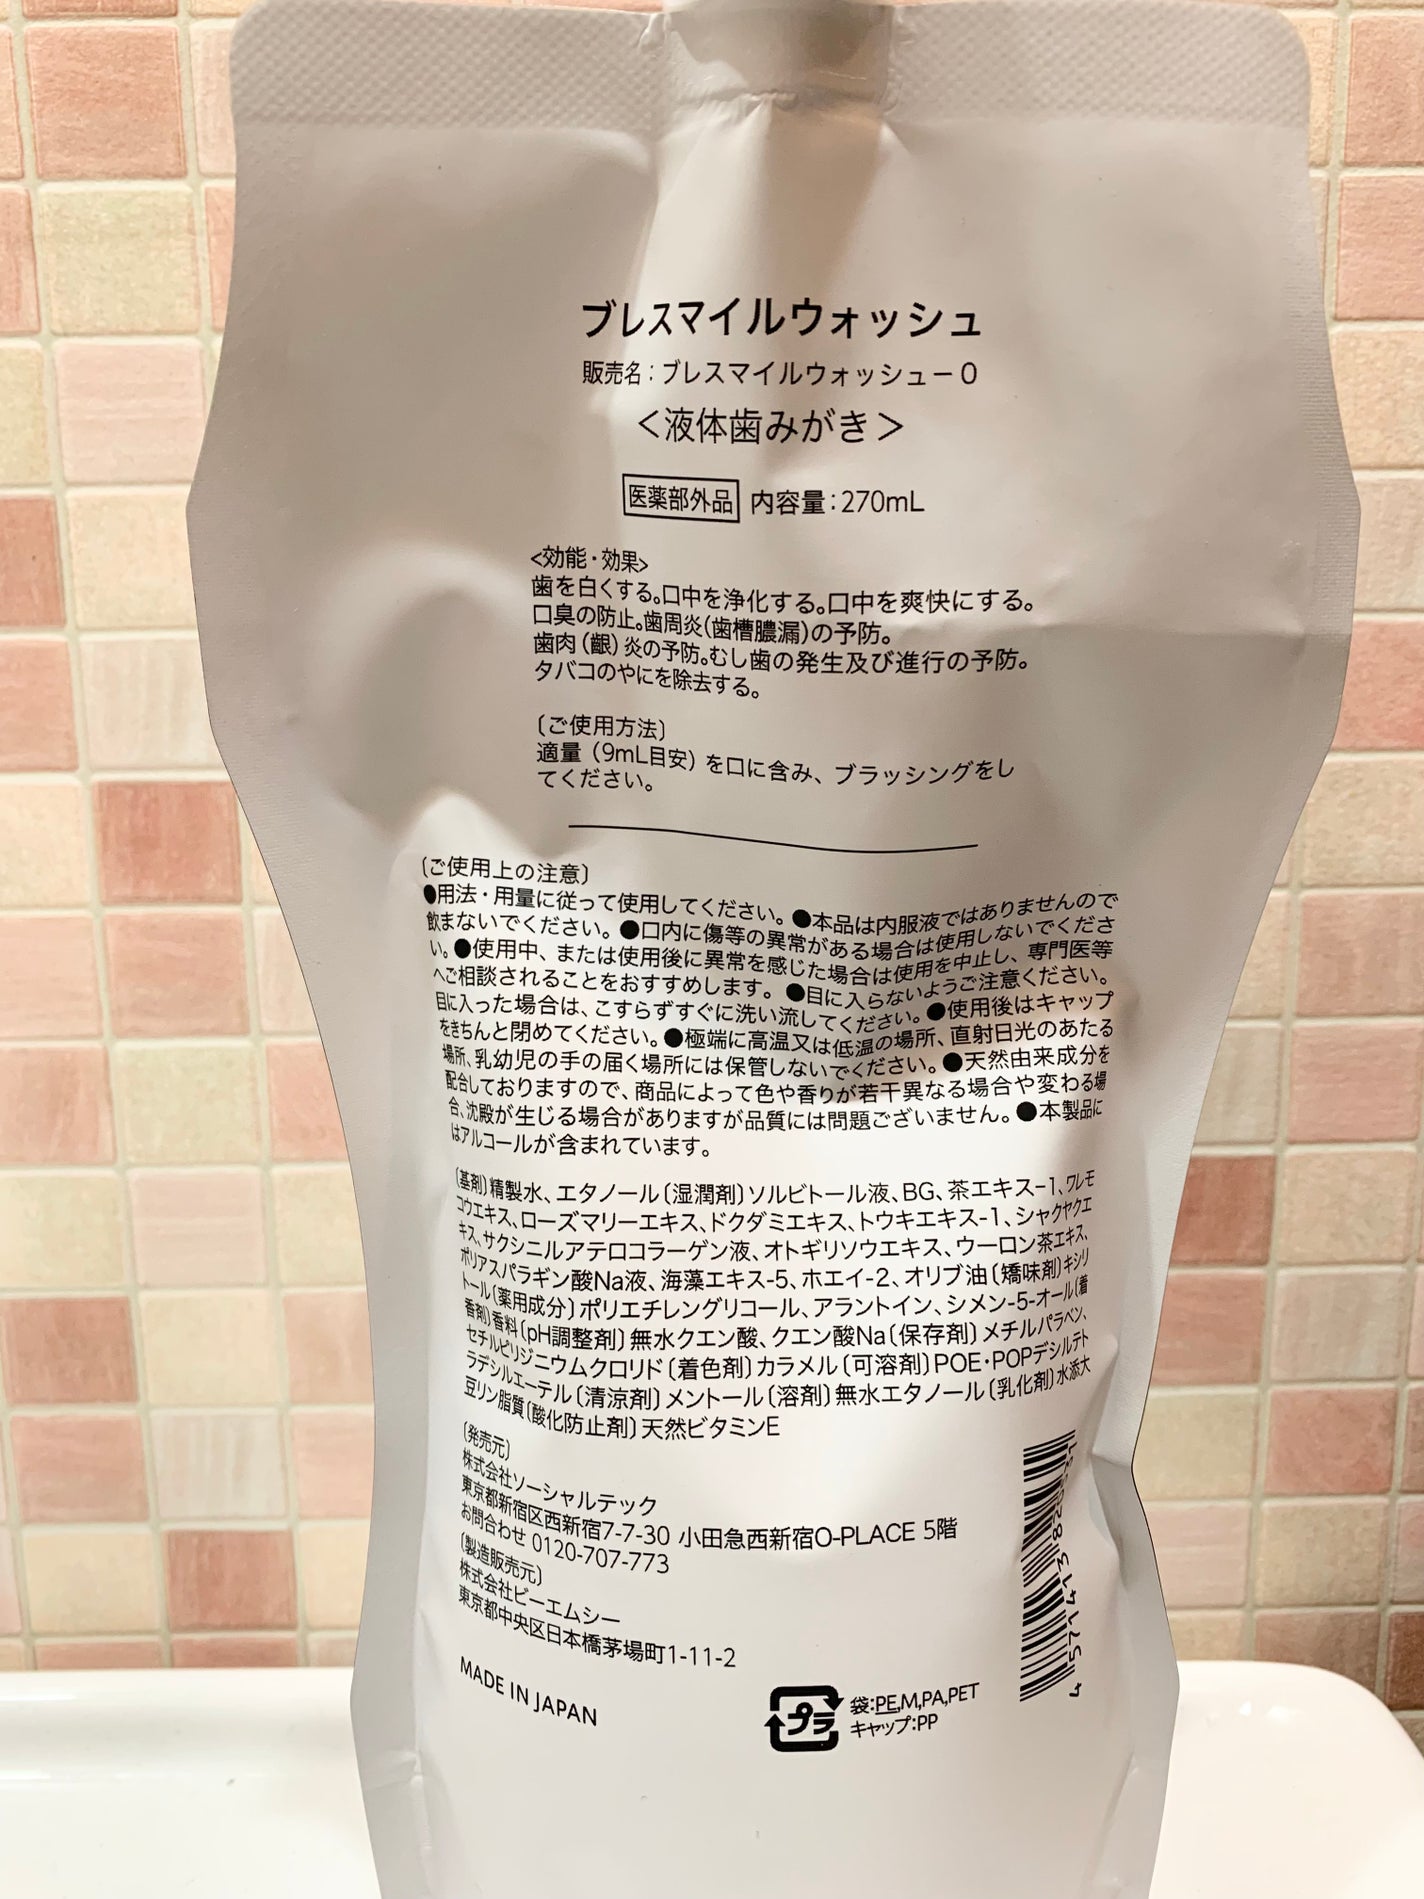 ブレスマイルウォッシュ
販売名：ブレスマイルウォッシュー０
＜液体歯みがき＞
医薬部外品 内容量：270mL
<効能・効果>
歯を白くする。口中を浄化する。口中を爽快にする。
口臭の防止。歯周炎（歯槽膿漏）の予防。
歯肉（齦）炎の予防。むし歯の発生及び進行の予防。
タバコのやにを除去する。
〔ご使用方法〕
適量（9mL目安）を口に含み、ブラッシングをし
てください。
〔ご使用上の注意〕
●用法・用量に従って使用してください。●本品は内服液ではありませんので
飲まないでください。●口内に傷等の異常がある場合は使用しないでくださ
い。●使用中、または使用後に異常を感じた場合は使用を中止し、専門医等
へご相談されることをおすすめします。●目に入らないようご注意ください。
目に入った場合は、こすらずすぐに洗い流してください。●使用後はキャップ
をきちんと閉めてください。●極端に高温又は低温の場所、直射日光のあたる
場所、乳幼児の手の届く場所には保管しないでください。●天然由来成分を
配合しておりますので、商品によって色や香りが若干異なる場合や変わる場
合、沈殿が生じる場合がありますが品質には問題ございません。●本製品に
はアルコールが含まれています。
〔基剤〕精製水、エタノール〔湿潤剤〕ソルビトール液、BG、茶エキス-1、ワレモ
コウエキス、ローズマリーエキス、ドクダミエキス、トウキエキス-1、シャクヤクエ
キス、サクシニルアテロコラーゲン液、オトギリソウエキス、ウーロン茶エキス、
ポリアスパラギン酸Na液、海藻エキス-5、ホエイ-2、オリブ油〔矯味剤〕キシリ
トール〔薬用成分〕ポリエチレングリコール、アラントイン、シメン-5-オール〔着
香剤〕香料〔pH調整剤〕無水クエン酸、クエン酸Na〔保存剤〕メチルパラベン、
セチルピリジニウムクロリド〔着色剤〕カラメル〔可溶剤〕POE・POPデシルテト
ラデシルエーテル〔清涼剤〕メントール〔溶剤〕無水エタノール〔乳化剤〕水添大
豆リン脂質〔酸化防止剤〕天然ビタミンE
〔発売元〕
株式会社ソーシャルテック
東京都新宿区西新宿7-7-30 小田急西新宿O-PLACE 5階
お問合わせ 0120-707-773
〔製造販売元〕
株式会社ビーエムシー
東京都中央区日本橋茅場町1-11-2
MADE IN JAPAN
プラ
袋：PE,M,PA,PET
キャップ：PP